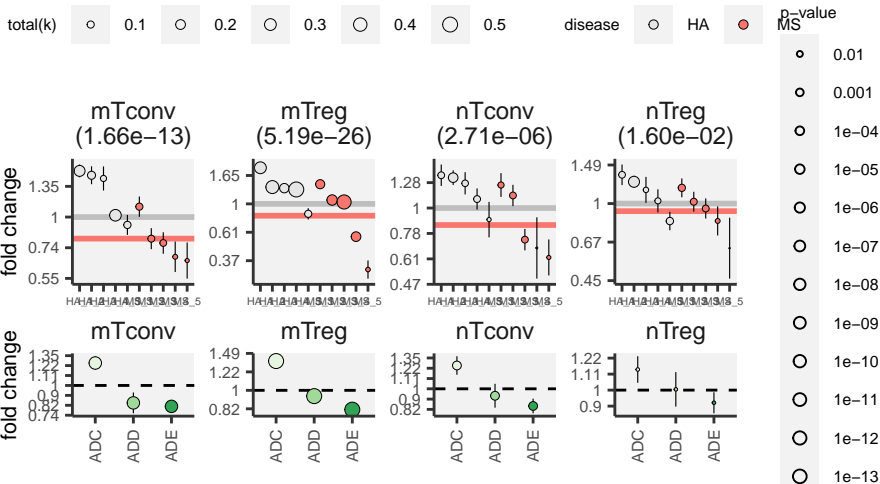 p-value
total(k) 0.1 0.2 0.3 0.4 0.5 disease HA MS
0.01
0.001
1e−04
1e−05
1e−06
1e−07
1e−08
1e−09
1e−10
1e−11
1e−12
1e−13
mTconv
(1.66e−13)
mTreg
(5.19e−26)
nTconv
(2.71e−06)
nTreg
(1.60e−02)
fold change
1.35
1
0.74
0.55
1.65
1
0.61
0.37
1.28
1
0.78
0.61
0.47
1.49
1
0.67
0.45
mTconv
mTreg
nTconv
nTreg
fold change
1.35
1.22
1.11
1
0.9
0.82
0.74
1.49
1.22
1
0.82
1.35
1.22
1.11
1
0.9
0.82
1.22
1.11
1
0.9
ADC ADD ADE
ADC ADD ADE
ADC ADD ADE
ADC ADD ADE